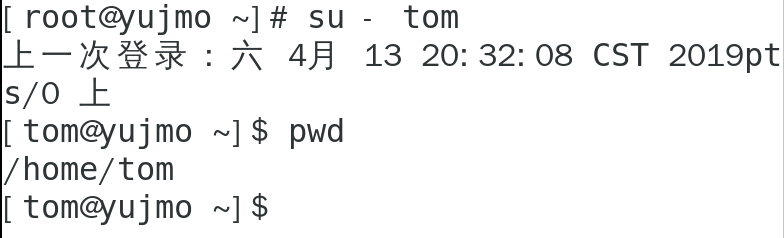 [root@yujmo ~]# su - tom
上一次登录：六 4月 13 20:32:08 CST 2019pt
s/0 上
[tom@yujmo ~]$ pwd
/home/tom
[tom@yujmo ~]$